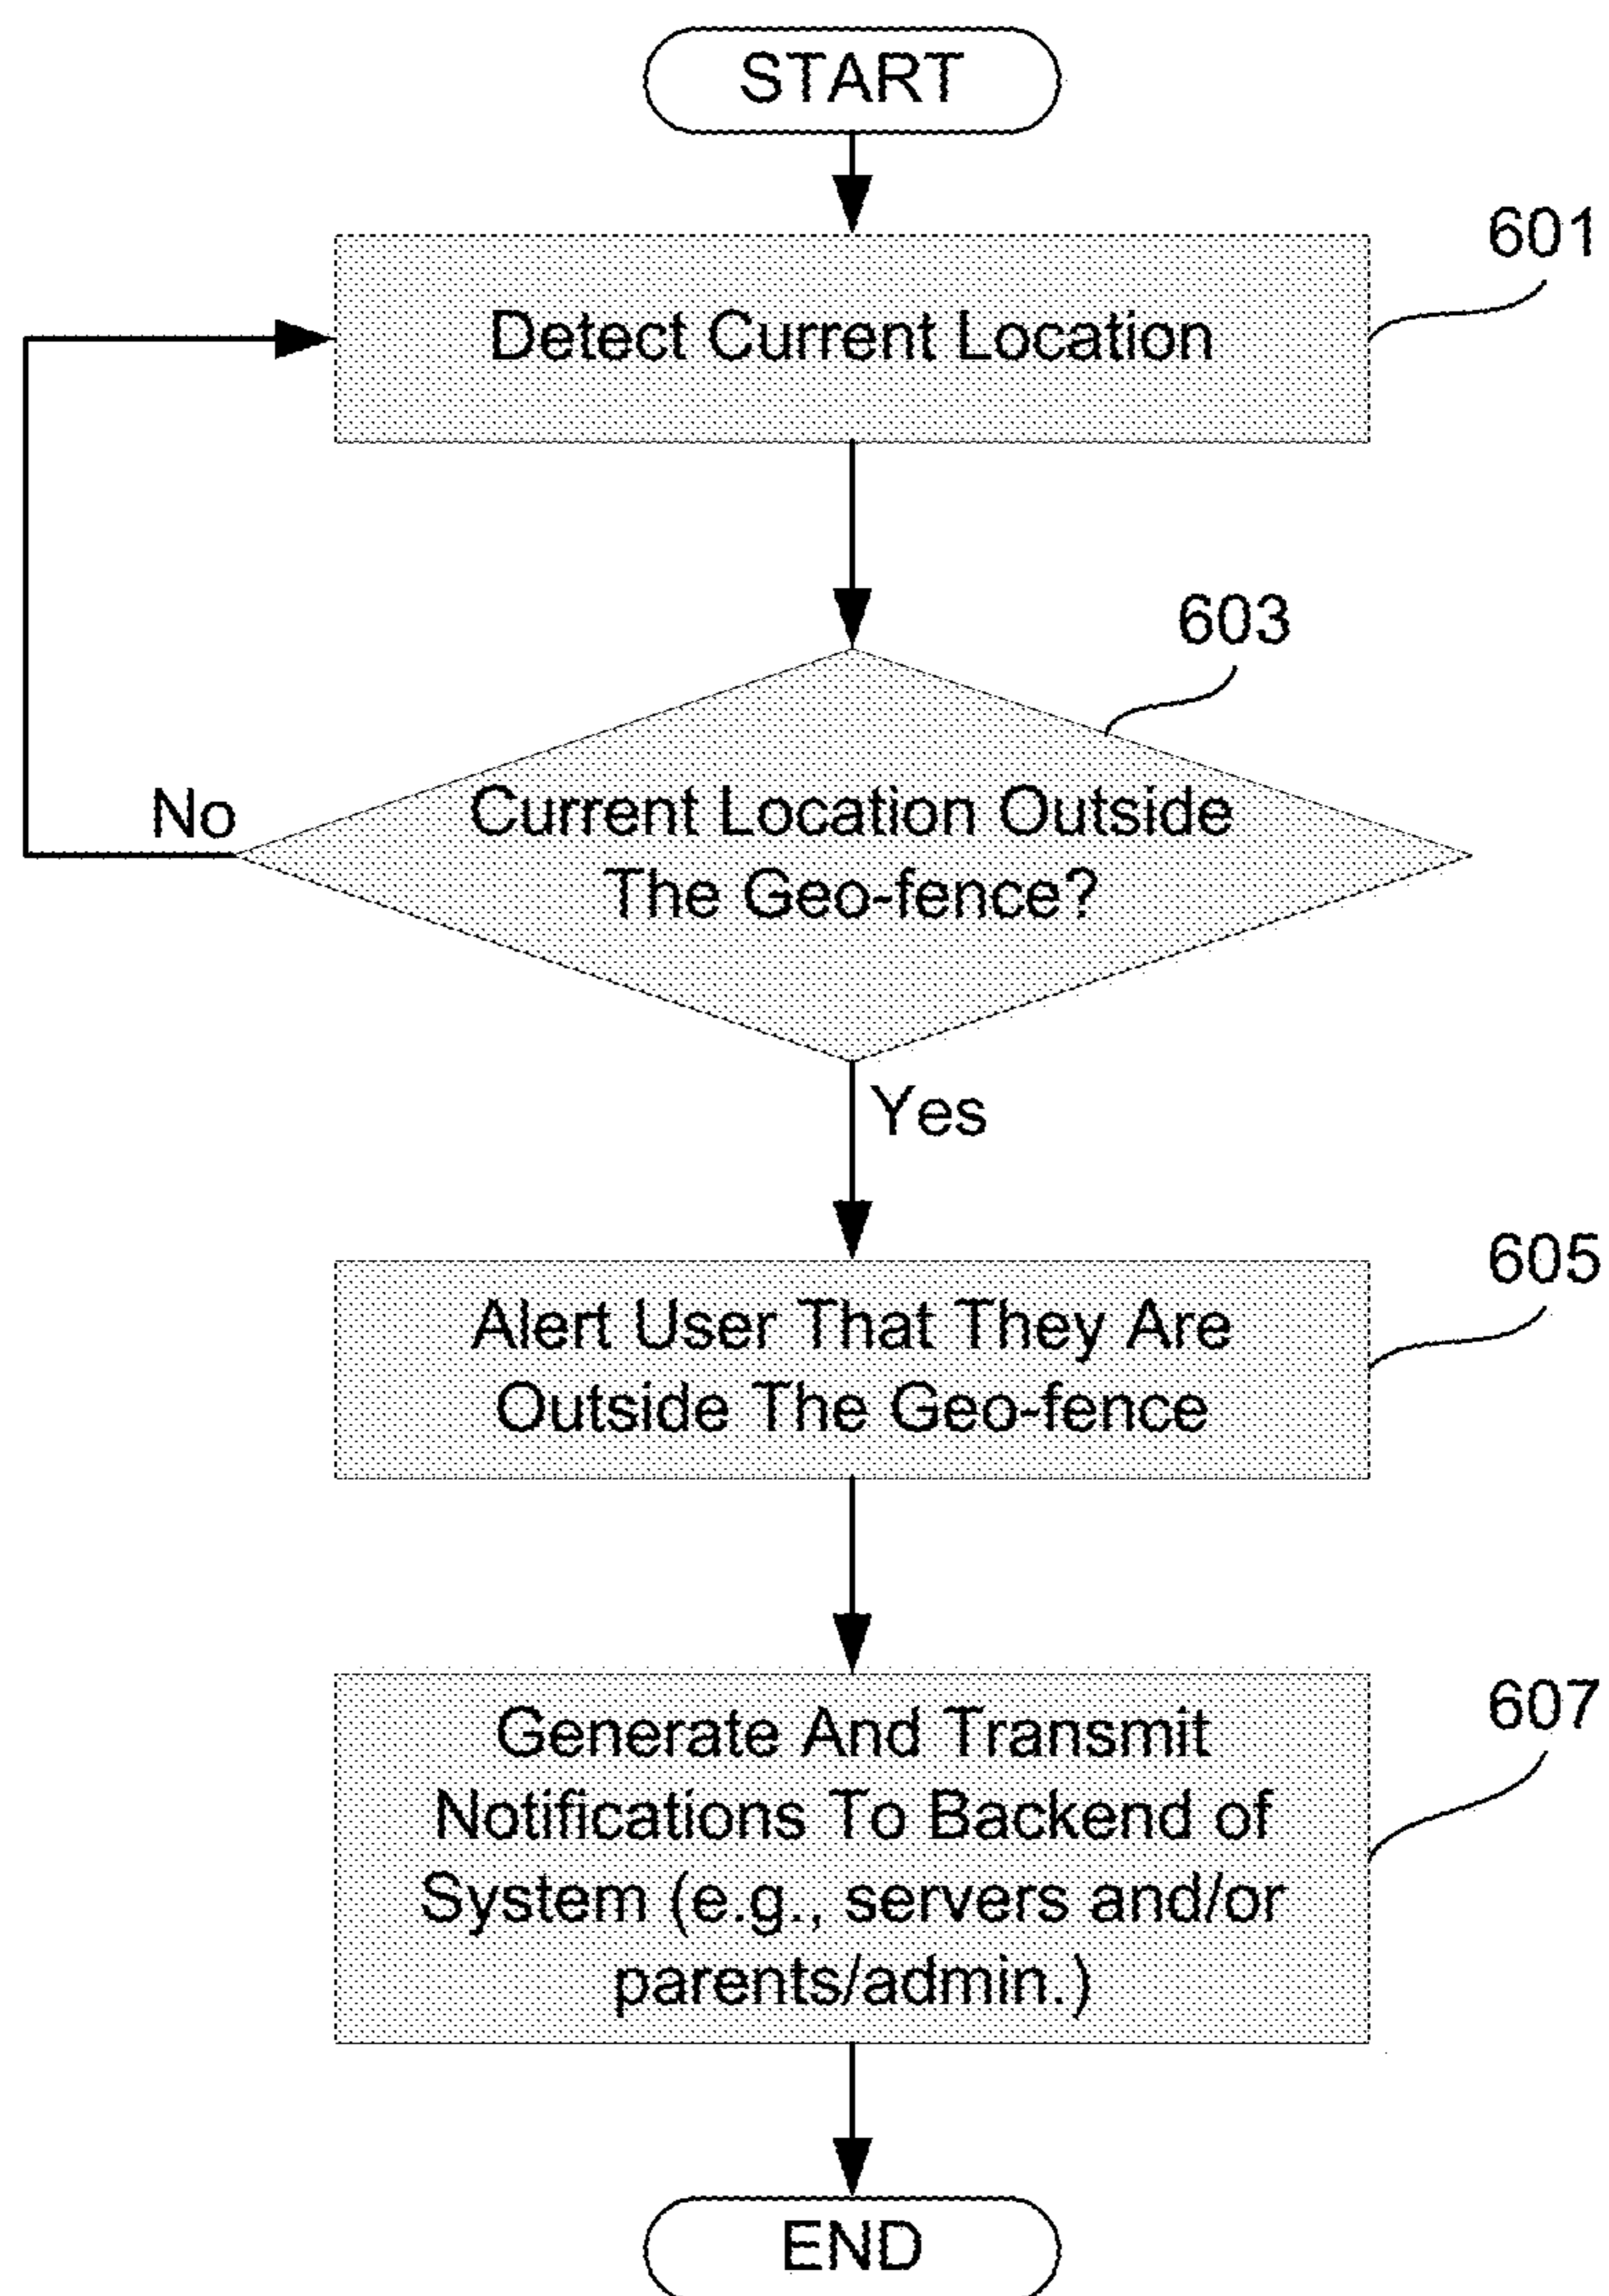 START
601
Detect Current Location
603
No
Current Location Outside
The Geo-fence?
Yes
605
Alert User That They Are
Outside The Geo-fence
607
Generate And Transmit
Notifications To Backend of
System (e.g., servers and/or
parents/admin.)
END